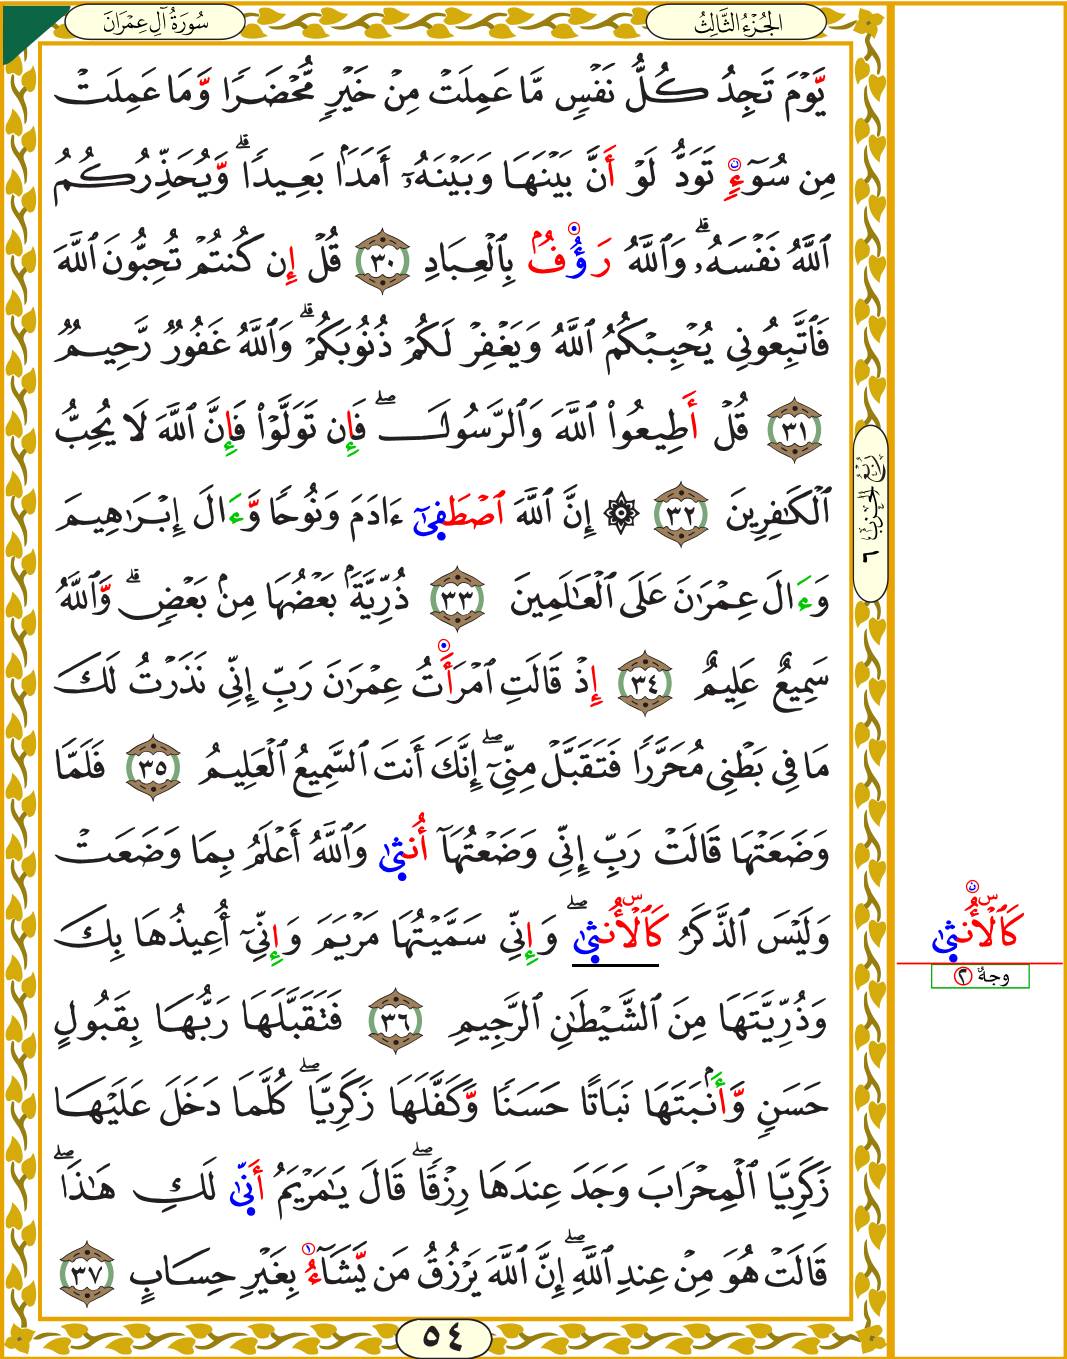 سُورَةُ آلِ عِمْرَانَ
الجُزْءُ الثَّالِثُ
يَّوْمَ تَجِدُ كُلُّ نَفْسٍ مَّا عَمِلَتْ مِنْ خَيْرٍ مُّحْضَرًا وَّمَا عَمِلَتْ
مِن سُوٓءٍ تَوَدُّ لَوْ أَنَّ بَيْنَهَا وَبَيْنَهُۥٓ أَمَدَۢا بَعِيدًاۗ وَّيُحَذِّرُكُمُ
ٱللَّهُ نَفْسَهُۥۗ وَٱللَّهُ رَؤُفُۢ بِٱلْعِبَادِ ٣٠ قُلْ إِن كُنتُمْ تُحِبُّونَ ٱللَّهَ
فَٱتَّبِعُونِي يُحْبِبْكُمُ ٱللَّهُ وَيَغْفِرْ لَكُمْ ذُنُوبَكُمْۗ وَٱللَّهُ غَفُورٌ رَّحِيمٌ
٣١ قُلْ أَطِيعُوا۟ ٱللَّهَ وَٱلرَّسُولَۖ فَإِن تَوَلَّوْا۟ فَإِنَّ ٱللَّهَ لَا يُحِبُّ
ٱلْكَٰفِرِينَ ٣٢ ۞ إِنَّ ٱللَّهَ ٱصْطَفَىٰٓ ءَادَمَ وَنُوحًا وَّءَالَ إِبْرَٰهِيمَ
وَءَالَ عِمْرَٰنَ عَلَى ٱلْعَٰلَمِينَ ٣٣ ذُرِّيَّةَۢ بَعْضُهَا مِنۢ بَعْضٍۗ وَّٱللَّهُ
سَمِيعٌ عَلِيمٌ ٣٤ إِذْ قَالَتِ ٱمْرَأَتُ عِمْرَٰنَ رَبِّ إِنِّي نَذَرْتُ لَكَ
مَا فِي بَطْنِي مُحَرَّرًا فَتَقَبَّلْ مِنِّيٓۖ إِنَّكَ أَنتَ ٱلسَّمِيعُ ٱلْعَلِيمُ ٣٥ فَلَمَّا
وَضَعَتْهَا قَالَتْ رَبِّ إِنِّي وَضَعْتُهَآ أُنثَىٰ وَٱللَّهُ أَعْلَمُ بِمَا وَضَعَتْ
وَلَيْسَ ٱلذَّكَرُ كَٱلْأُنثَىٰۖ وَإِنِّي سَمَّيْتُهَا مَرْيَمَ وَإِنِّيٓ أُعِيذُهَا بِكَ
وَذُرِّيَّتَهَا مِنَ ٱلشَّيْطَٰنِ ٱلرَّجِيمِ ٣٦ فَتَقَبَّلَهَا رَبُّهَا بِقَبُولٍ
حَسَنٍ وَّأَنۢبَتَهَا نَبَاتًا حَسَنًا وَّكَفَّلَهَا زَكَرِيَّاۖ كُلَّمَا دَخَلَ عَلَيْهَا
زَكَرِيَّا ٱلْمِحْرَابَ وَجَدَ عِندَهَا رِزْقًاۖ قَالَ يَٰمَرْيَمُ أَنَّىٰ لَكِ هَٰذَاۖ
قَالَتْ هُوَ مِنْ عِندِ ٱللَّهِۖ إِنَّ ٱللَّهَ يَرْزُقُ مَن يَّشَآءُ بِغَيْرِ حِسَابٍ ٣٧
٥٤
رُبْعُ الحِزْبِ ٦
كَٱلْأُنثَىٰ
وجهٌ ٢